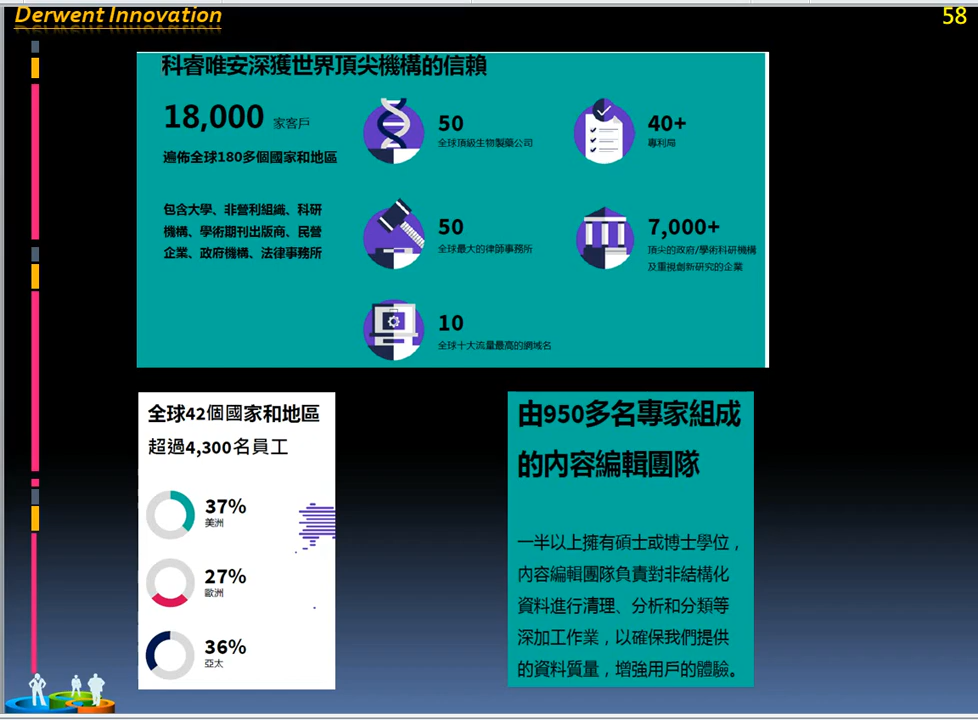 Derwent Innovation
58
科睿唯安深獲世界頂尖機構的信賴
18,000 家客戶
遍佈全球180多個國家和地區
包含大學、非營利組織、科研
機構、學術期刊出版商、民營
企業、政府機構、法律事務所
50
全球頂級生物製藥公司
40+
專利局
50
全球最大的律師事務所
7,000+
頂尖的政府/學術科研機構
及重視創新研究的企業
10
全球十大流量最高的網域名
全球42個國家和地區
超過4,300名員工
37%
美洲
27%
歐洲
36%
亞太
由950多名專家組成
的內容編輯團隊
一半以上擁有碩士或博士學位，
內容編輯團隊負責對非結構化
資料進行清理、分析和分類等
深加工作業，以確保我們提供
的資料質量，增強用戶的體驗。